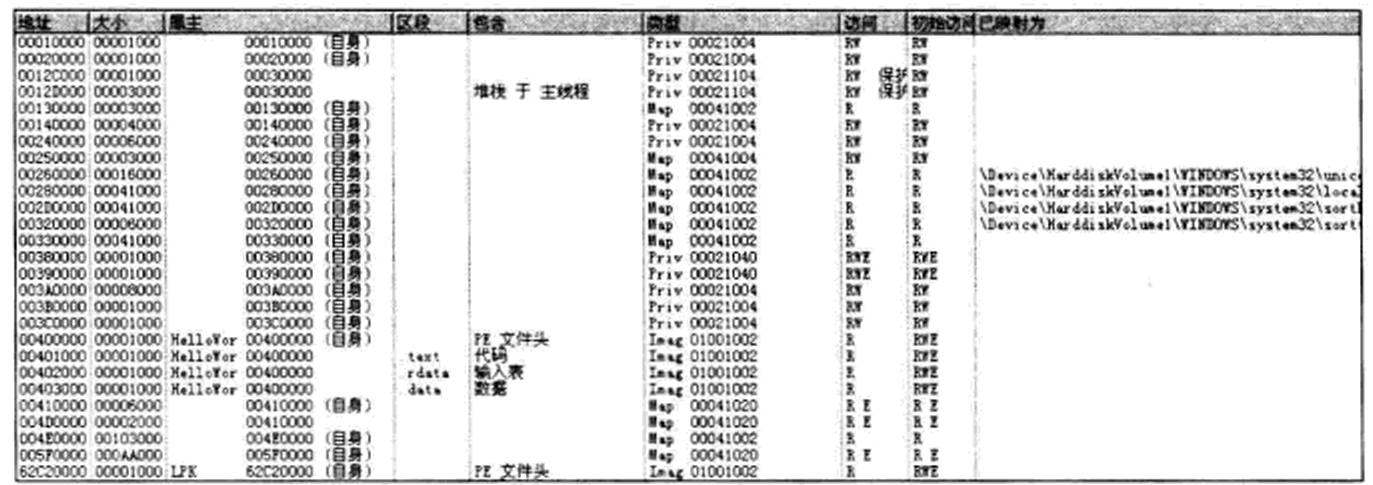 地址 大小 属主 区段 包含 类型 访问 初始访问 已映射为
00010000 00001000 00010000 (自身) Priv 00021004 RW RW
00020000 00001000 00020000 (自身) Priv 00021004 RW RW
0012C000 00001000 00030000 Priv 00021104 RW 保护 RW
0012D000 00003000 00030000 堆栈 于 主线程 Priv 00021104 RW 保护 RW
00130000 00003000 00130000 (自身) Map 00041002 R R
00140000 00004000 00140000 (自身) Priv 00021004 RW RW
00240000 00006000 00240000 (自身) Priv 00021004 RW RW
00250000 00003000 00250000 (自身) Map 00041004 RW RW
00260000 00016000 00260000 (自身) Map 00041002 R R \Device\HarddiskVolume1\WINDOWS\system32\unic
00280000 00041000 00280000 (自身) Map 00041002 R R \Device\HarddiskVolume1\WINDOWS\system32\loca
002D0000 00041000 002D0000 (自身) Map 00041002 R R \Device\HarddiskVolume1\WINDOWS\system32\sort
00320000 00006000 00320000 (自身) Map 00041002 R R \Device\HarddiskVolume1\WINDOWS\system32\sort
00330000 00041000 00330000 (自身) Map 00041002 R R
00380000 00001000 00380000 (自身) Priv 00021040 RWE RWE
00390000 00001000 00390000 (自身) Priv 00021040 RWE RWE
003A0000 00008000 003A0000 (自身) Priv 00021004 RW RW
003B0000 00001000 003B0000 (自身) Priv 00021004 RW RW
003C0000 00001000 003C0000 (自身) Priv 00021004 RW RW
00400000 00001000 HelloWor 00400000 (自身) PE 文件头 Imag 01001002 R RWE
00401000 00001000 HelloWor 00400000 text 代码 Imag 01001002 R RWE
00402000 00001000 HelloWor 00400000 rdata 输入表 Imag 01001002 R RWE
00403000 00001000 HelloWor 00400000 data 数据 Imag 01001002 R RWE
00410000 00006000 00410000 (自身) Map 00041020 R E R E
004D0000 00002000 00410000 Map 00041020 R E R E
004E0000 00103000 004E0000 (自身) Map 00041002 R R
005F0000 000AA000 005F0000 (自身) Map 00041020 R E R E
62C20000 00001000 LPK 62C20000 (自身) PE 文件头 Imag 01001002 R RWE